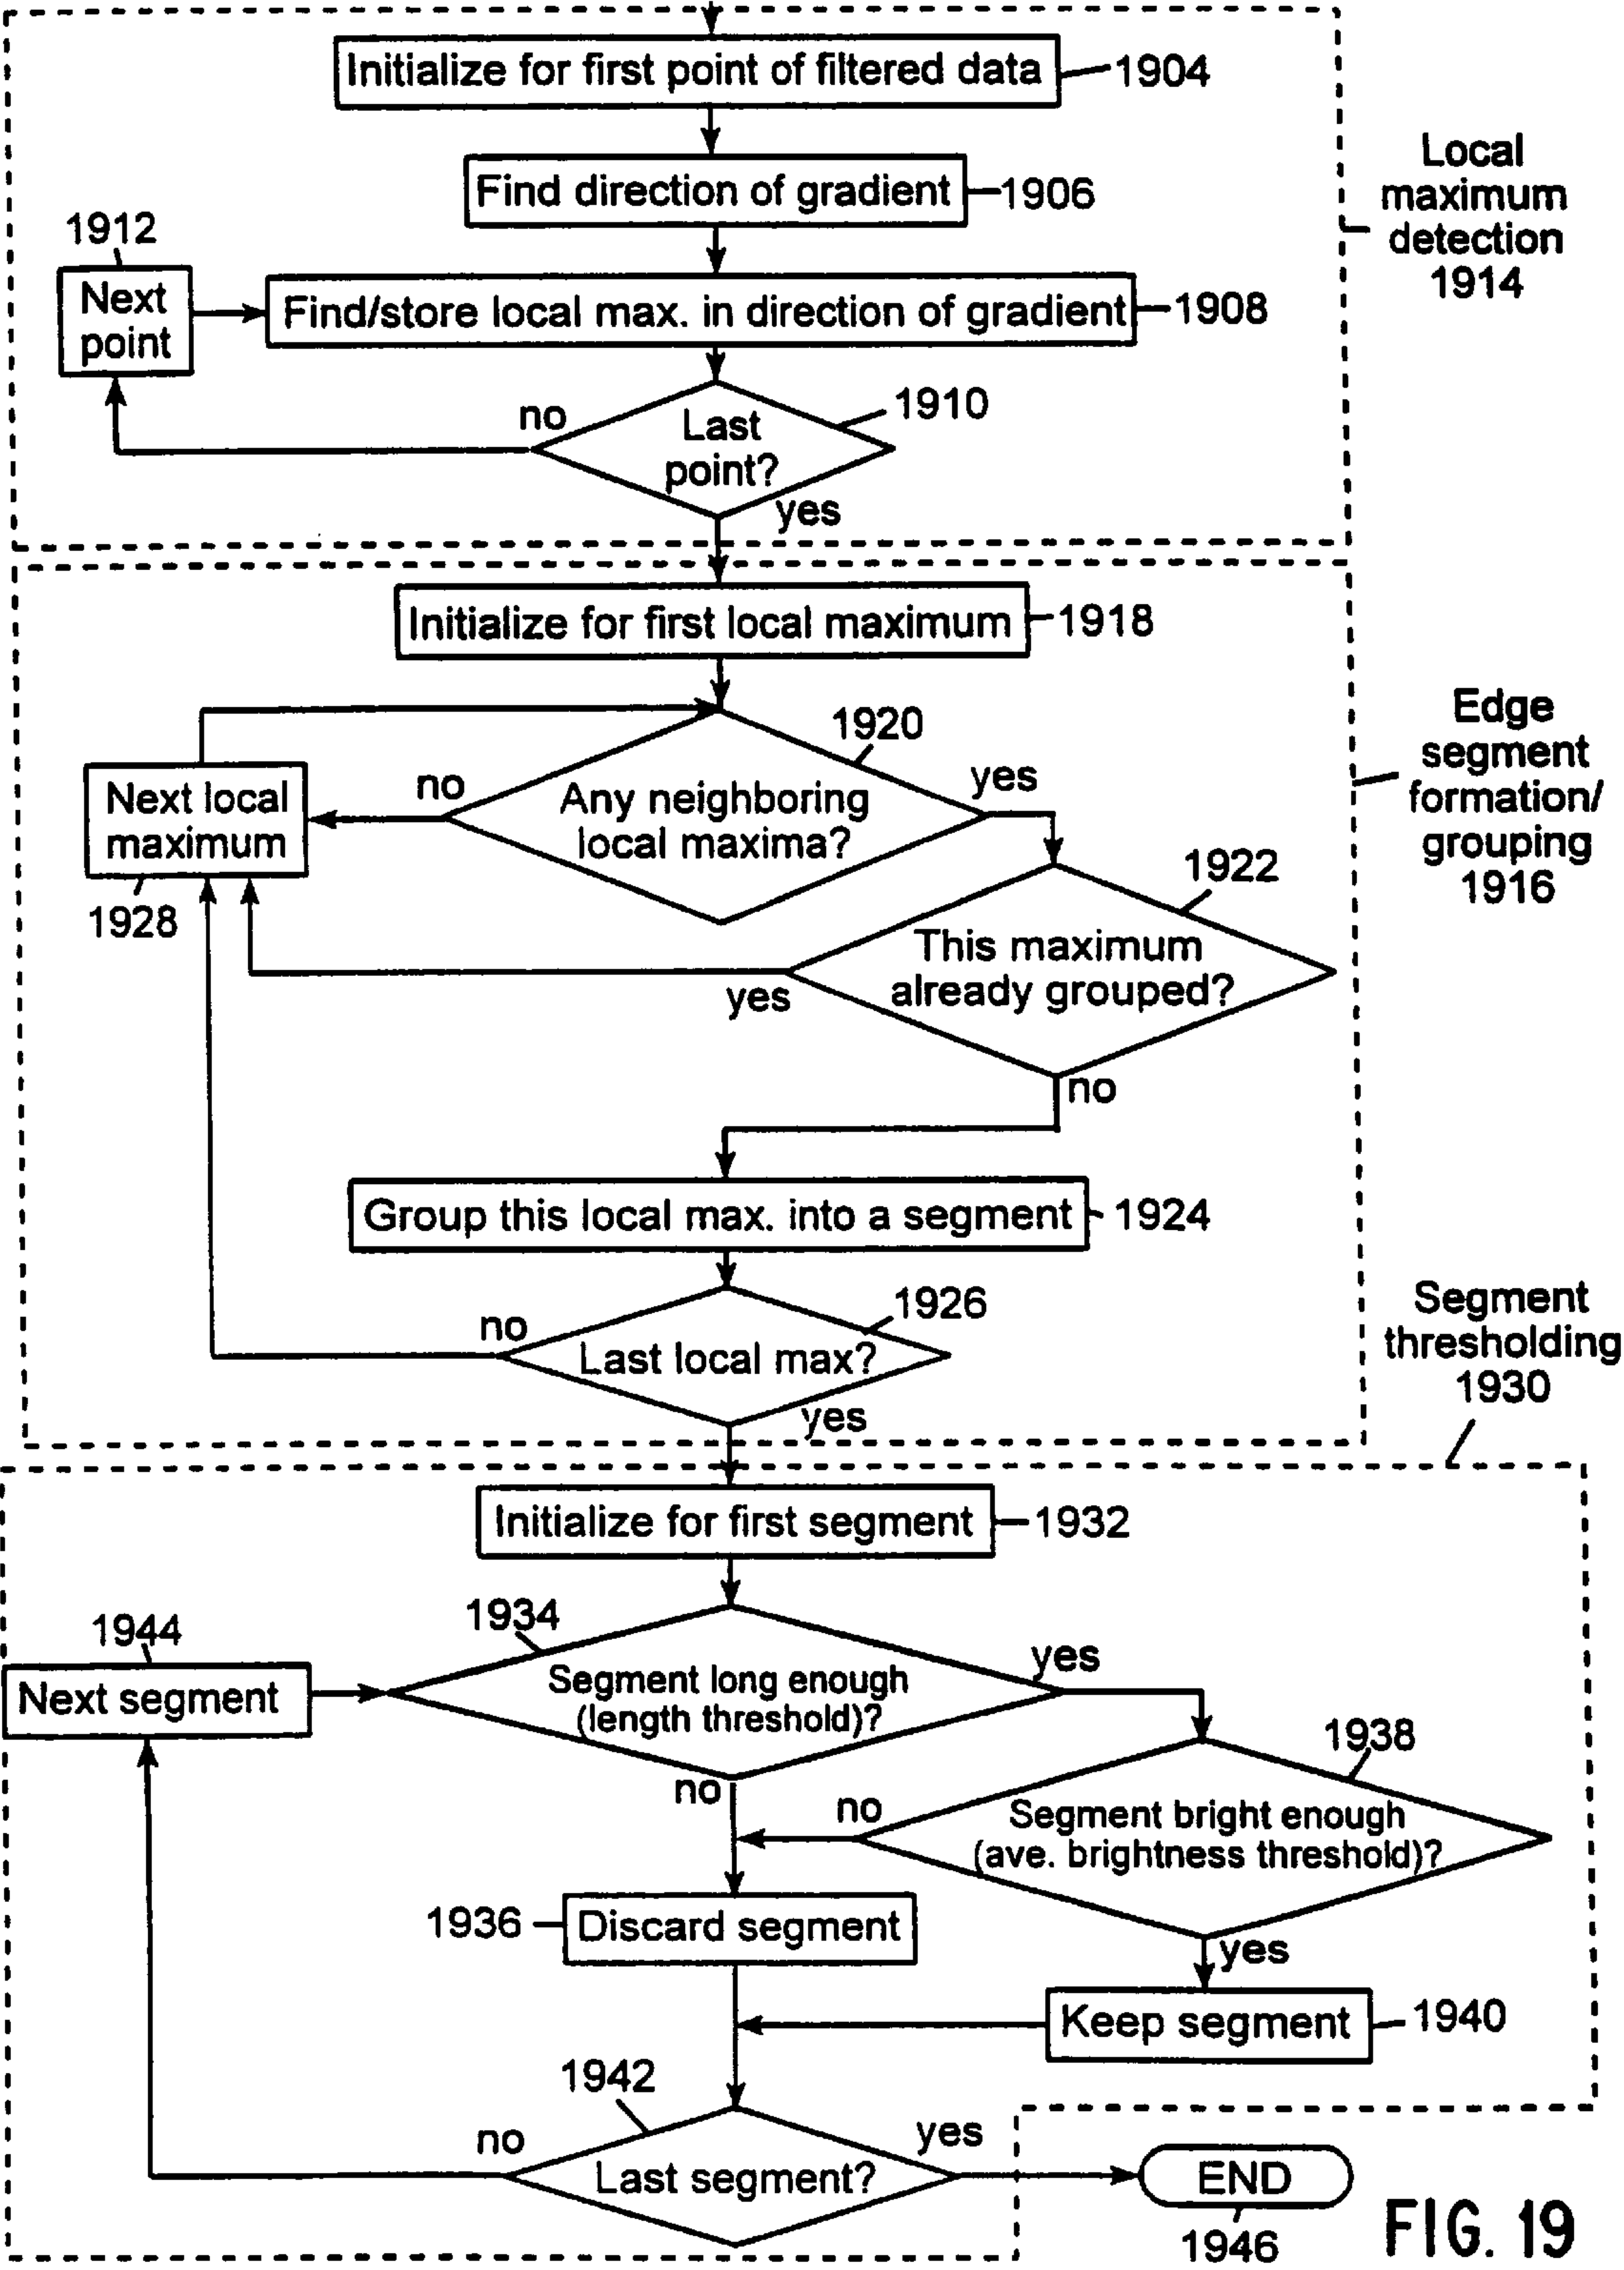 Initialize for first point of filtered data
1904
Find direction of gradient
1906
Local
maximum
detection
1914
1912
Next
point
Find/store local max. in direction of gradient
1908
1910
no
Last
point?
yes
Initialize for first local maximum
1918
Edge
segment
formation/
grouping
1916
1920
Next local
maximum
1928
no
Any neighboring
local maxima?
yes
1922
This maximum
already grouped?
yes
no
Group this local max. into a segment
1924
1926
no
Last local max?
yes
Segment
thresholding
1930
Initialize for first segment
1932
1944
Next segment
1934
Segment long enough
(length threshold)?
yes
no
1938
no
Segment bright enough
(ave. brightness threshold)?
yes
1936
Discard segment
Keep segment
1940
1942
no
Last segment?
yes
END
1946
FIG. 19